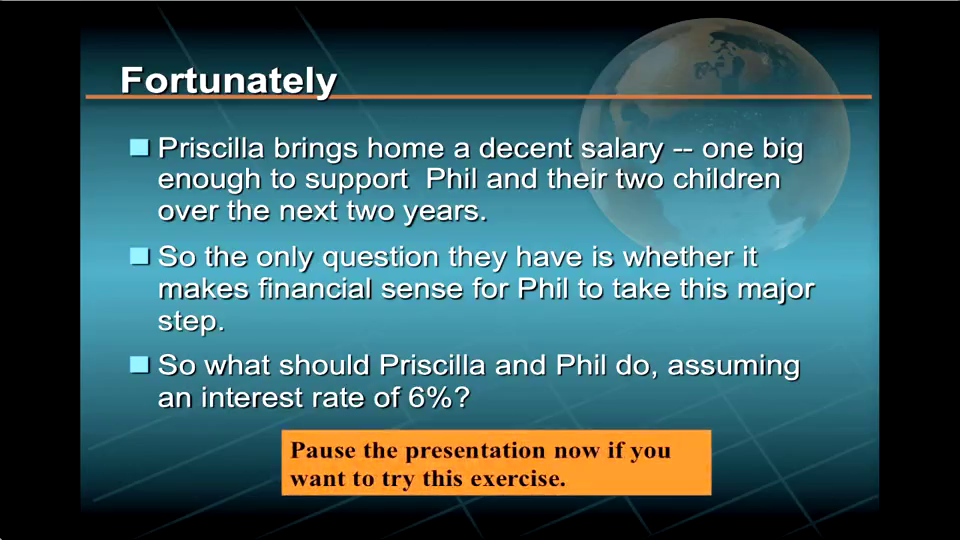 Fortunately
Priscilla brings home a decent salary -- one big
enough to support Phil and their two children
over the next two years.
So the only question they have is whether it
makes financial sense for Phil to take this major
step.
So what should Priscilla and Phil do, assuming
an interest rate of 6%?
Pause the presentation now if you
want to try this exercise.